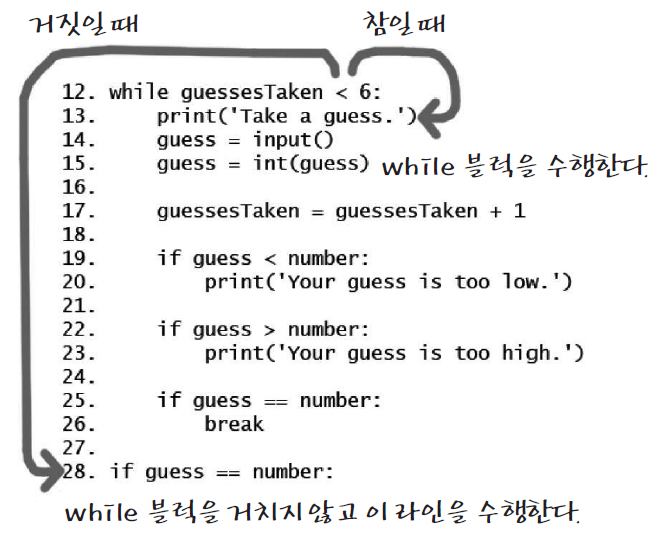 거짓일 때 참일 때
12. while guessesTaken < 6:
13.     print('Take a guess.')
14.     guess = input()
15.     guess = int(guess) while 블럭을 수행한다.
16.
17.     guessesTaken = guessesTaken + 1
18.
19.     if guess < number:
20.         print('Your guess is too low.')
21.
22.     if guess > number:
23.         print('Your guess is too high.')
24.
25.     if guess == number:
26.         break
27.
28. if guess == number:
while 블럭을 거치지 않고 이 라인을 수행한다.